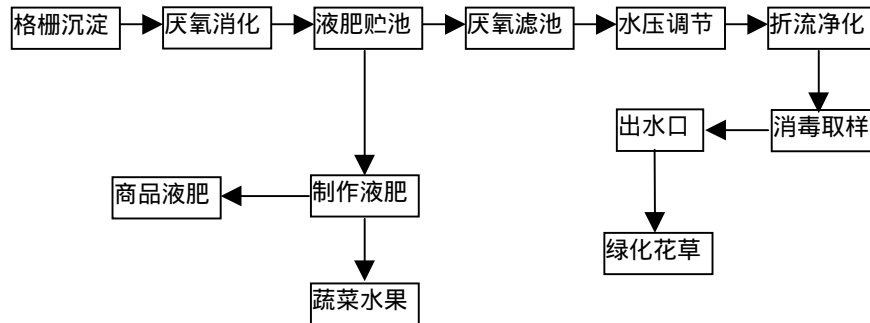 格栅沉淀
厌氧消化
液肥贮池
厌氧滤池
水压调节
折流净化
出水口
消毒取样
商品液肥
制作液肥
绿化花草
蔬菜水果